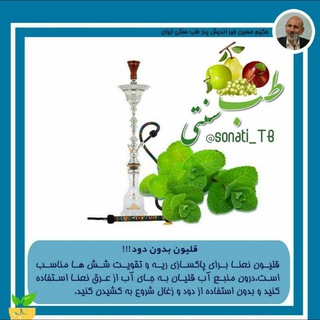 حکیم حسین خیر اندیش پدر طب سنتی ایران
طب سنتی
@sonati_TB
قلیون بدون دود!!!
قلیون نعنا برای پاکسازی ریه و تقویت شش ها مناسب
است.درون منبع آب قلیان به جای آب از عرق نعنا استفاده
کنید و بدون استفاده از دود و زغال شروع به کشیدن کنید.